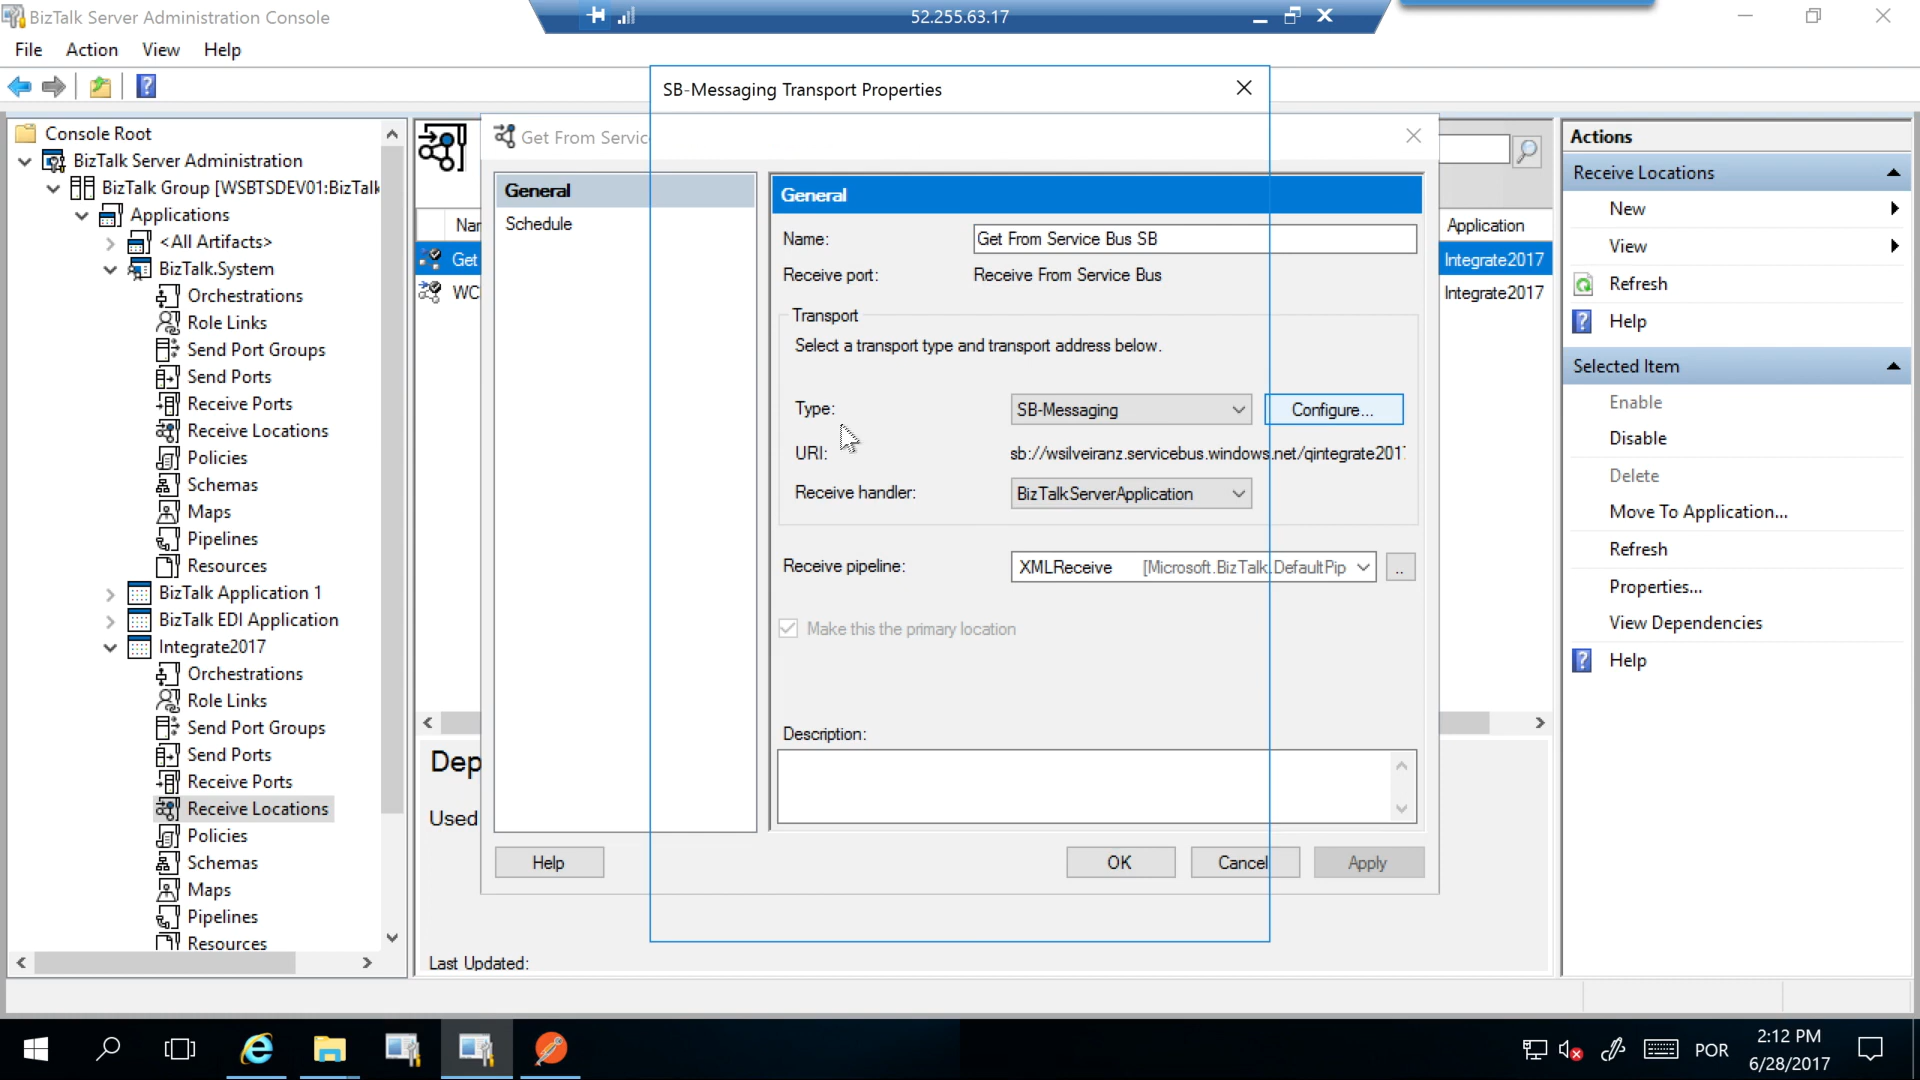 BizTalk Server Administration Console
52.255.63.17
File Action View Help
SB-Messaging Transport Properties
Console Root
BizTalk Server Administration
BizTalk Group [WSBTSDEV01:BizTalk
Applications
<All Artifacts>
BizTalk.System
Orchestrations
Role Links
Send Port Groups
Send Ports
Receive Ports
Receive Locations
Policies
Schemas
Maps
Pipelines
Resources
BizTalk Application 1
BizTalk EDI Application
Integrate2017
Orchestrations
Role Links
Send Port Groups
Send Ports
Receive Ports
Receive Locations
Policies
Schemas
Maps
Pipelines
Resources
Nar
Get
WC
Dep
Used
Last Updated:
Get From Servic
General
Schedule
General
Name: Get From Service Bus SB
Receive port: Receive From Service Bus
Transport
Select a transport type and transport address below.
Type: SB-Messaging Configure...
URI: sb://wsilveiranz.servicebus.windows.net/qintegrate201
Receive handler: BizTalkServerApplication
Receive pipeline: XMLReceive [Microsoft.BizTalk.DefaultPip ..
Make this the primary location
Description:
Help OK Cancel Apply
Application
Integrate2017
Integrate2017
Actions
Receive Locations
New
View
Refresh
Help
Selected Item
Enable
Disable
Delete
Move To Application...
Refresh
Properties...
View Dependencies
Help
POR
2:12 PM
6/28/2017